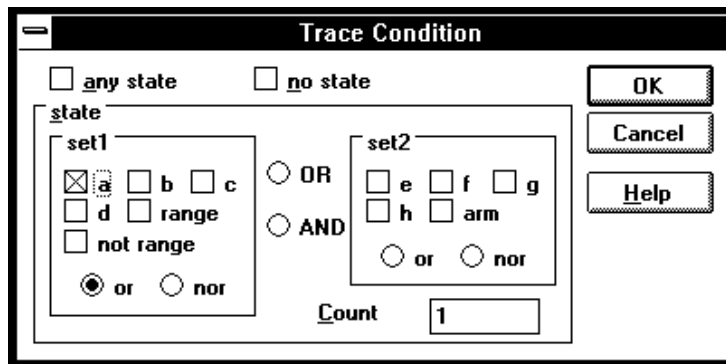 Trace Condition
any state no state
OK
state
Cancel
set1 set2
a b c OR e f g
Help
d range AND h arm
not range
or nor or nor
Count 1